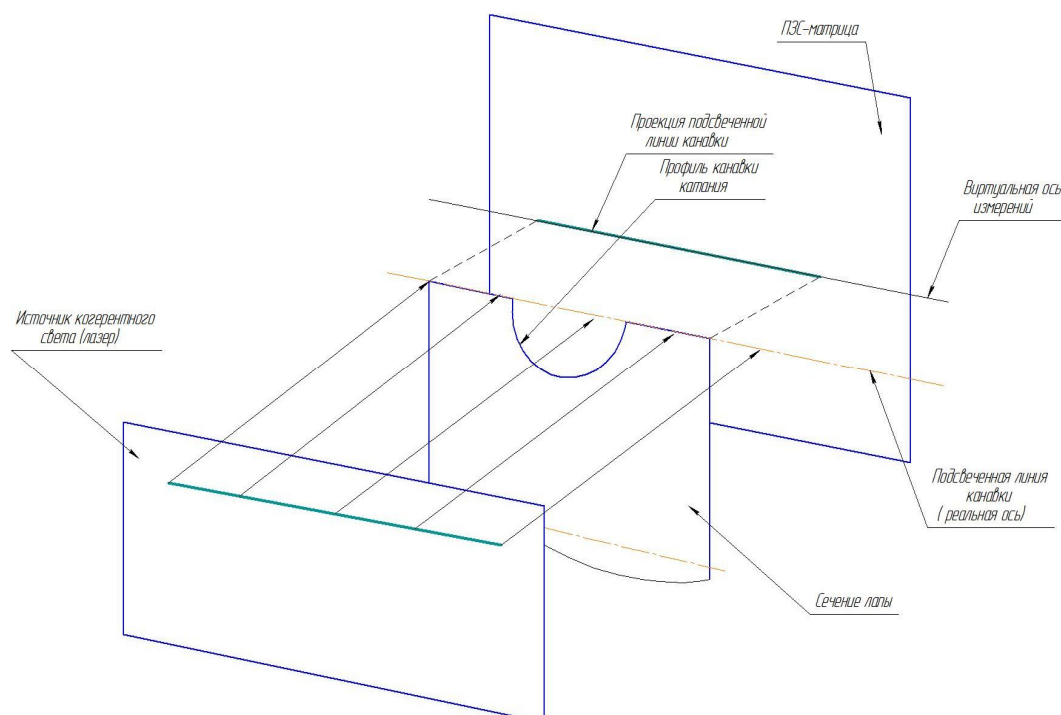 ПЗС-матрица
Проекция подсвеченной
линии канавки
Профиль канавки
катания
Виртуальная ось
измерений
Источник когерентного
света (лазер)
Подсвеченная линия
канавки
( реальная ось)
Сечение лапы